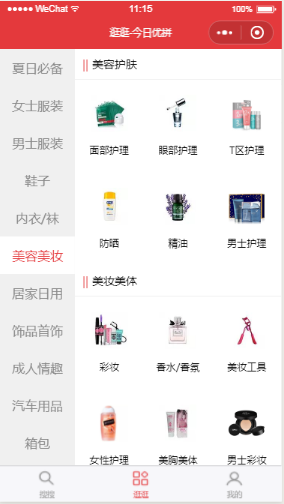 WeChat 11:15 100%
逛逛·今日优拼
夏日必备
女士服装
男士服装
鞋子
内衣/袜
美容美妆
居家日用
饰品首饰
成人情趣
汽车用品
箱包
美容护肤
面部护理 眼部护理 T区护理
防晒 精油 男士护理
美妆美体
彩妆 香水/香氛 美妆工具
女性护理 美胸美体 男士彩妆
搜搜 逛逛 我的